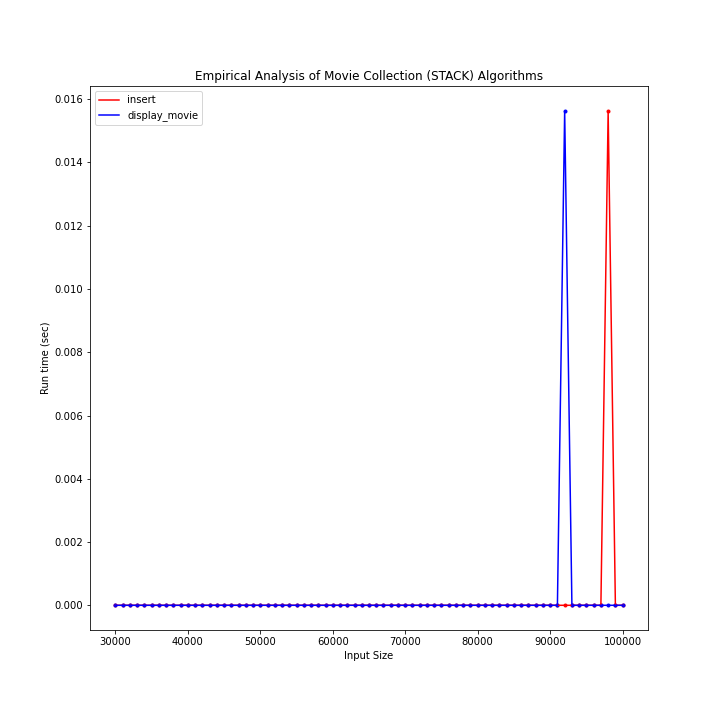 Empirical Analysis of Movie Collection (STACK) Algorithms
insert
display_movie
0.016
0.014
0.012
0.010
0.008
0.006
0.004
0.002
0.000
Run time (sec)
30000 40000 50000 60000 70000 80000 90000 100000
Input Size